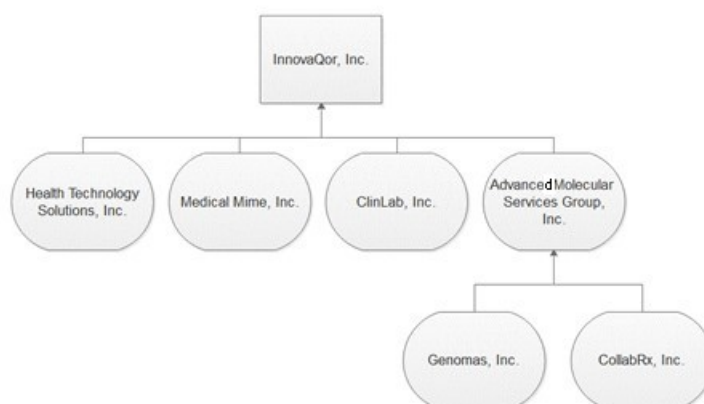 InnovaQor, Inc.
Health Technology
Solutions, Inc.
Medical Mime, Inc.
ClinLab, Inc.
Advanced Molecular
Services Group,
Inc.
Genomas, Inc.
CollabRx, Inc.